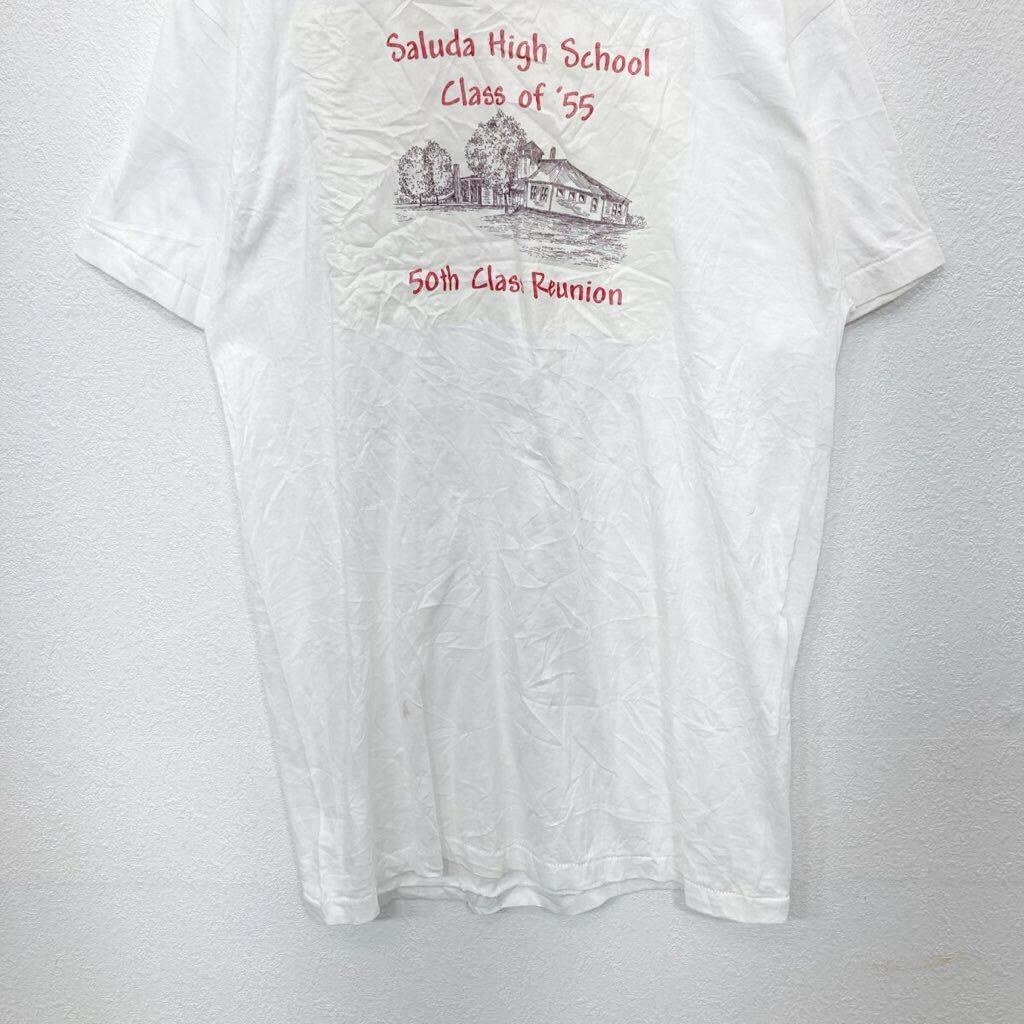 Saluda High School
Class of '55
50th Class Reunion